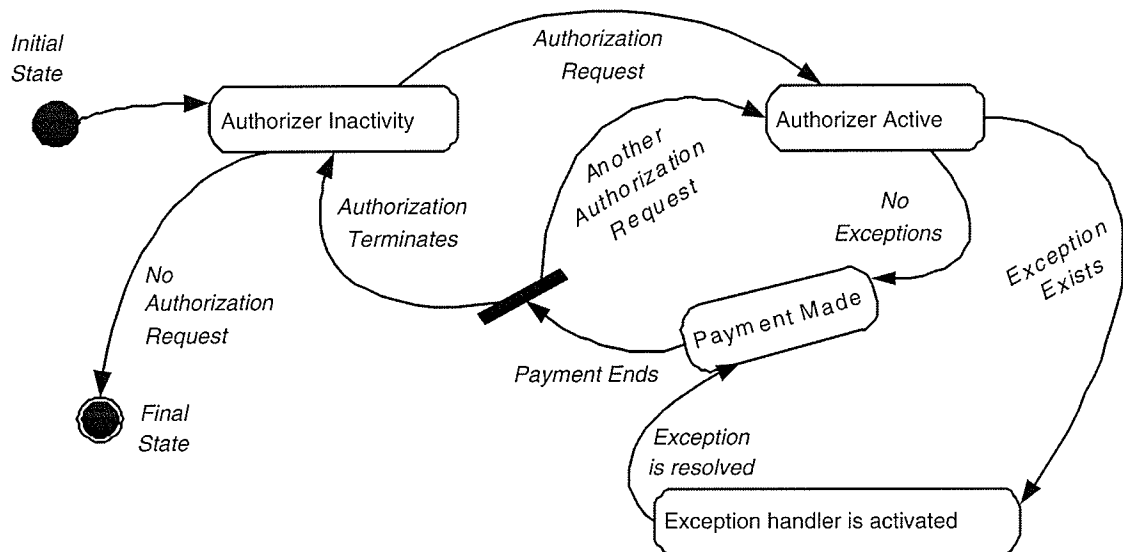 Initial
State
Authorizer Inactivity
Authorization
Request
Authorizer Active
Another
Authorization
Request
Authorization
Terminates
No
Exceptions
Exception
Exists
No
Authorization
Request
Payment Made
Payment Ends
Final
State
Exception
is resolved
Exception handler is activated